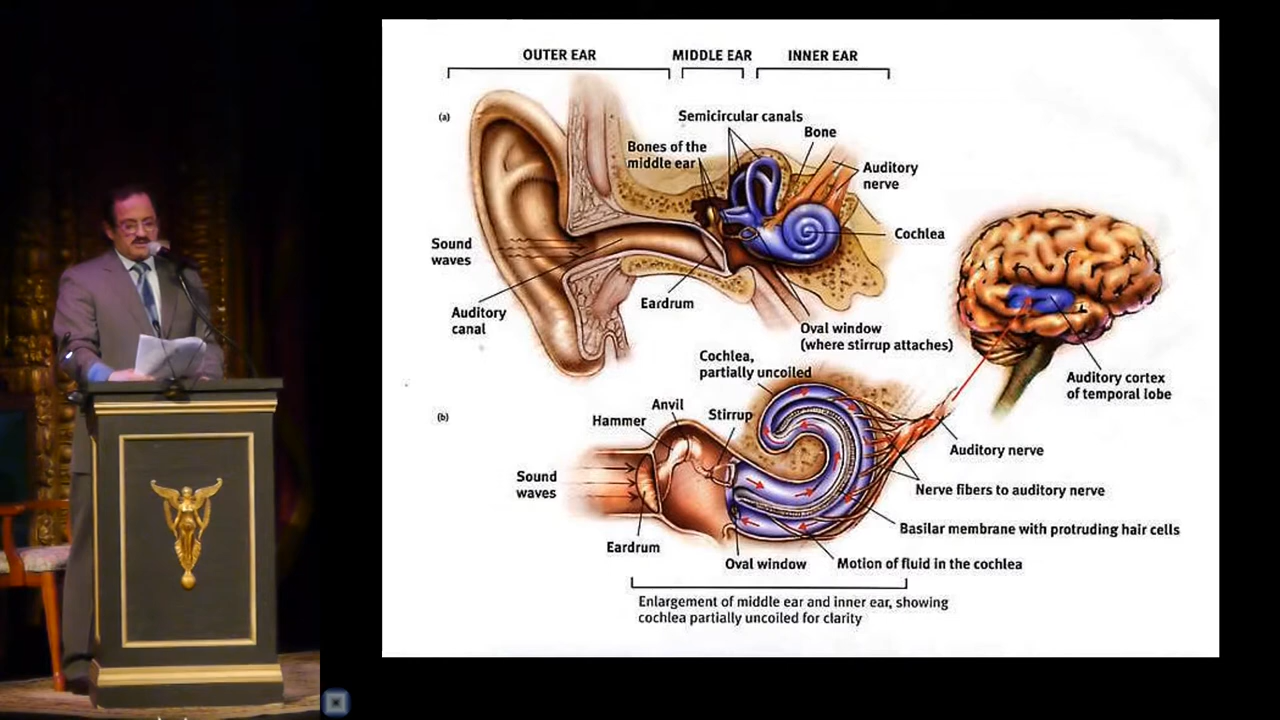 OUTER EAR
MIDDLE EAR
INNER EAR
(a)
Semicircular canals
Bone
Bones of the
middle ear
Auditory
nerve
Sound
waves
Cochlea
Auditory
canal
Eardrum
Oval window
(where stirrup attaches)
Auditory cortex
of temporal lobe
(b)
Cochlea,
partially uncoiled
Anvil
Hammer
Stirrup
Auditory nerve
Sound
waves
Nerve fibers to auditory nerve
Basilar membrane with protruding hair cells
Eardrum
Oval window
Motion of fluid in the cochlea
Enlargement of middle ear and inner ear, showing
cochlea partially uncoiled for clarity